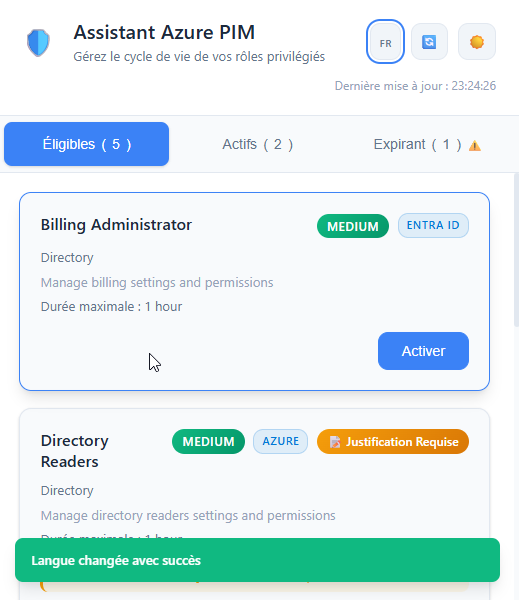 Assistant Azure PIM
Gérez le cycle de vie de vos rôles privilégiés
FR
Dernière mise à jour : 23:24:26
Éligibles ( 5 )
Actifs ( 2 )
Expirant ( 1 ) ⚠️
Billing Administrator
MEDIUM
ENTRA ID
Directory
Manage billing settings and permissions
Durée maximale : 1 hour
Activer
Directory
Readers
MEDIUM
AZURE
📝 Justification Requise
Directory
Manage directory readers settings and permissions
Durée maximale : 1 hour
Langue changée avec succès